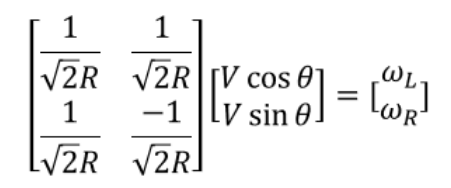 [1/√2R 1/√2R; 1/√2R −1/√2R] [V cos θ; V sin θ] = [ω_L; ω_R]